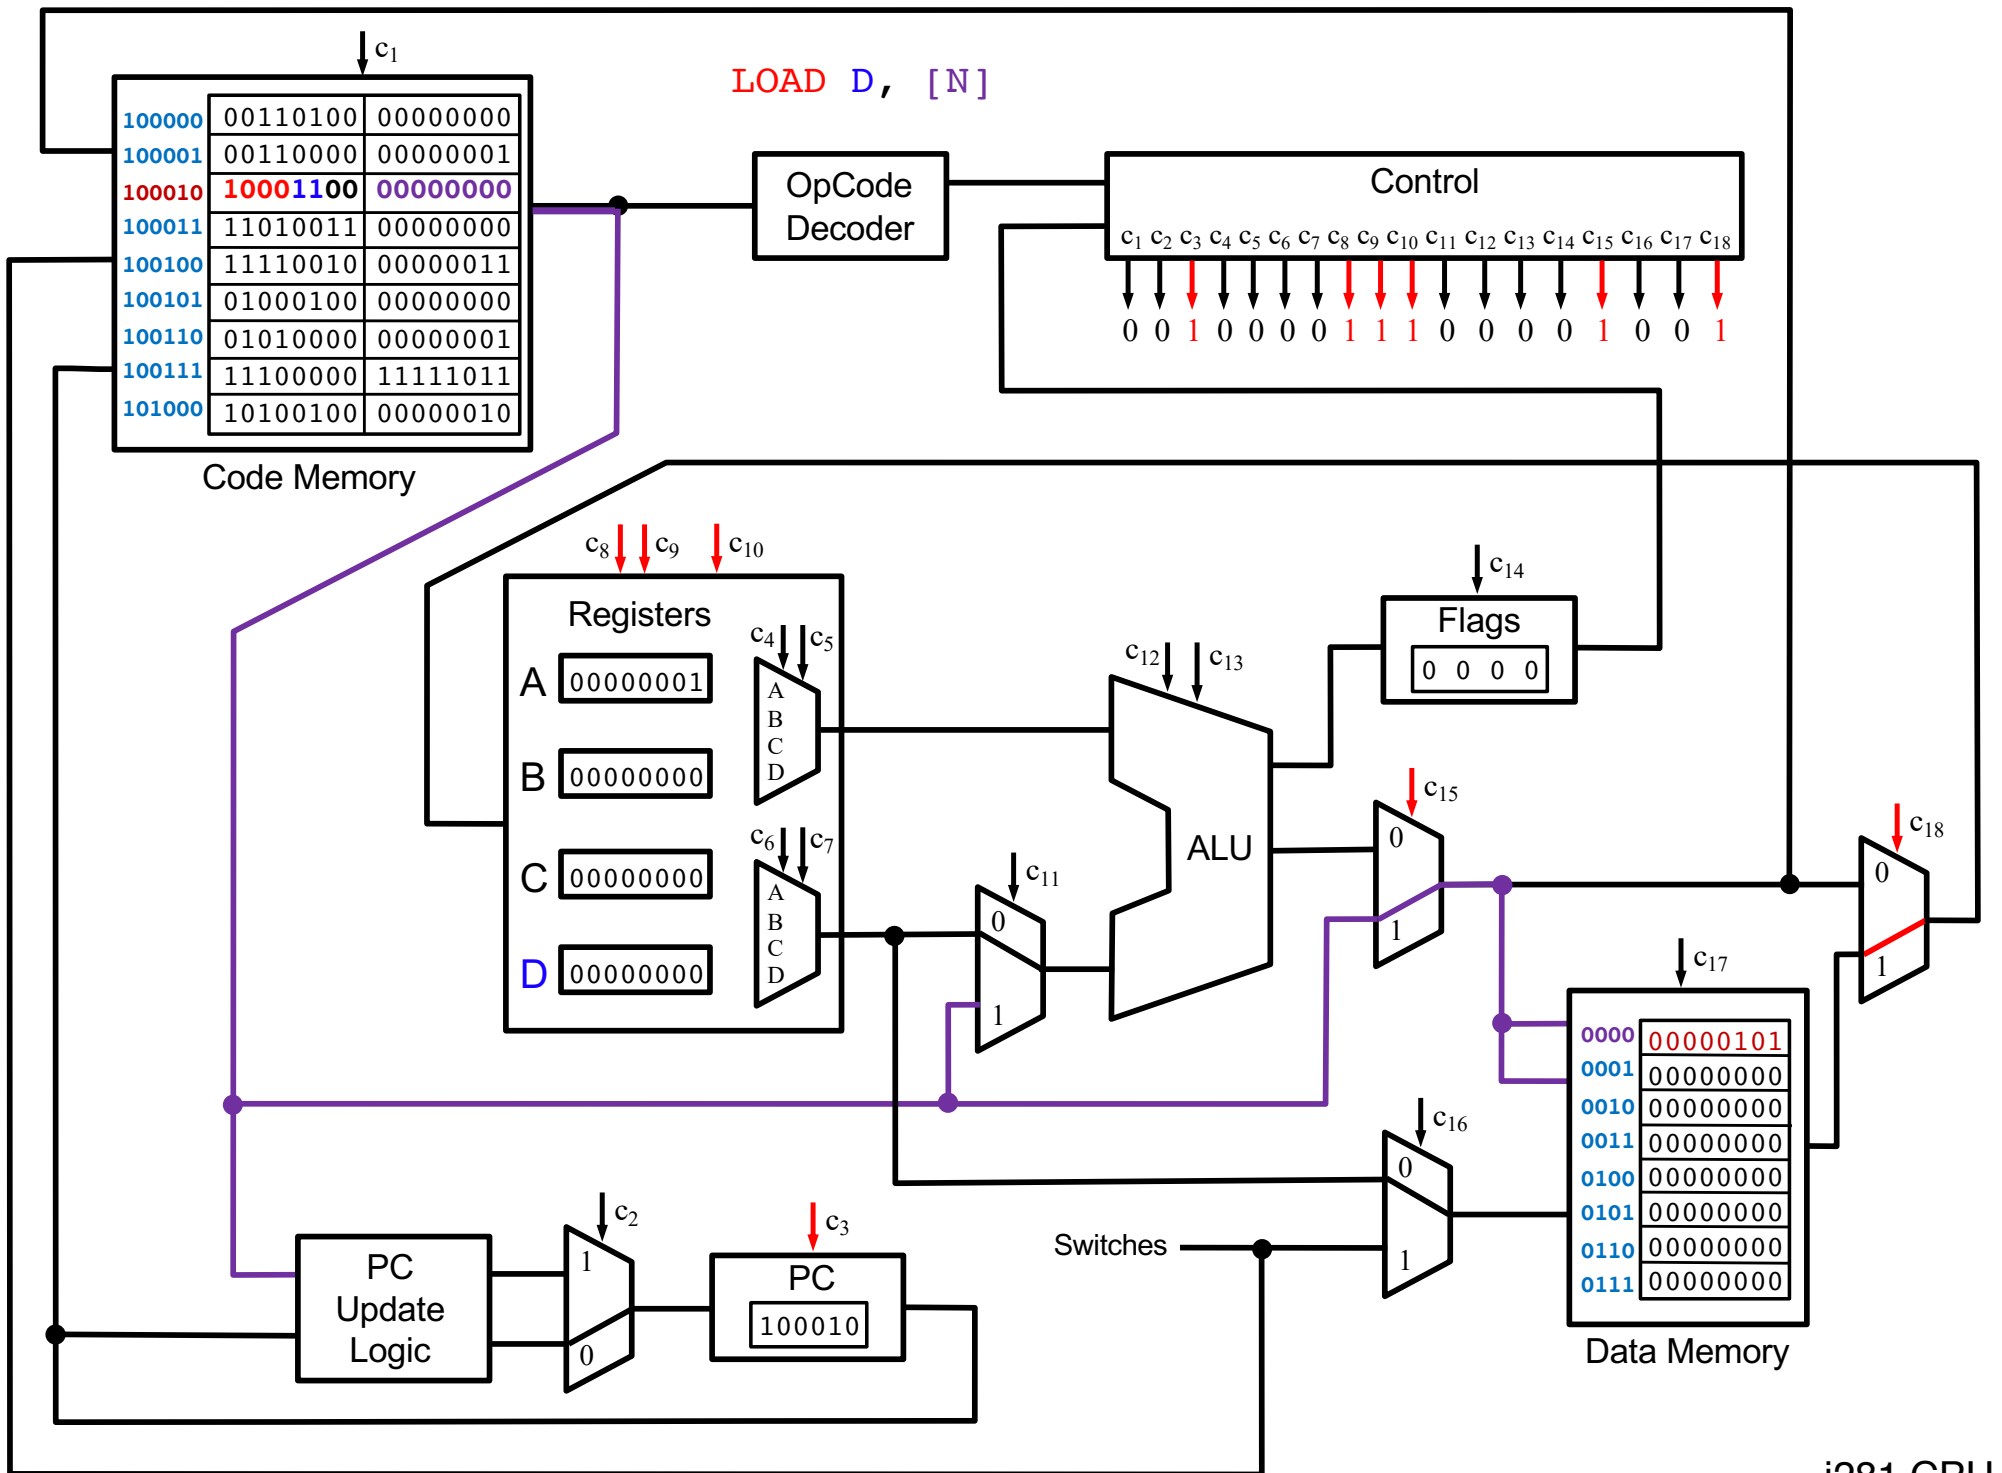 c1
LOAD D, [N]
100000 00110100 00000000
100001 00110000 00000001
100010 10001100 00000000
100011 11010011 00000000
100100 11110010 00000011
100101 01000100 00000000
100110 01010000 00000001
100111 11100000 11111011
101000 10100100 00000010
Code Memory
OpCode
Decoder
Control
c1 c2 c3 c4 c5 c6 c7 c8 c9 c10 c11 c12 c13 c14 c15 c16 c17 c18
0 0 1 0 0 0 0 1 1 1 0 0 0 0 1 0 0 1
c8 c9 c10
Registers
A 00000001
B 00000000
C 00000000
D 00000000
c4 c5
A
B
C
D
c6 c7
A
B
C
D
c11
0
1
c12 c13
ALU
c14
Flags
0 0 0 0
c15
0
1
c18
0
1
c17
0000 00000101
0001 00000000
0010 00000000
0011 00000000
0100 00000000
0101 00000000
0110 00000000
0111 00000000
Data Memory
c16
0
1
Switches
PC
Update
Logic
c2
1
0
c3
PC
100010